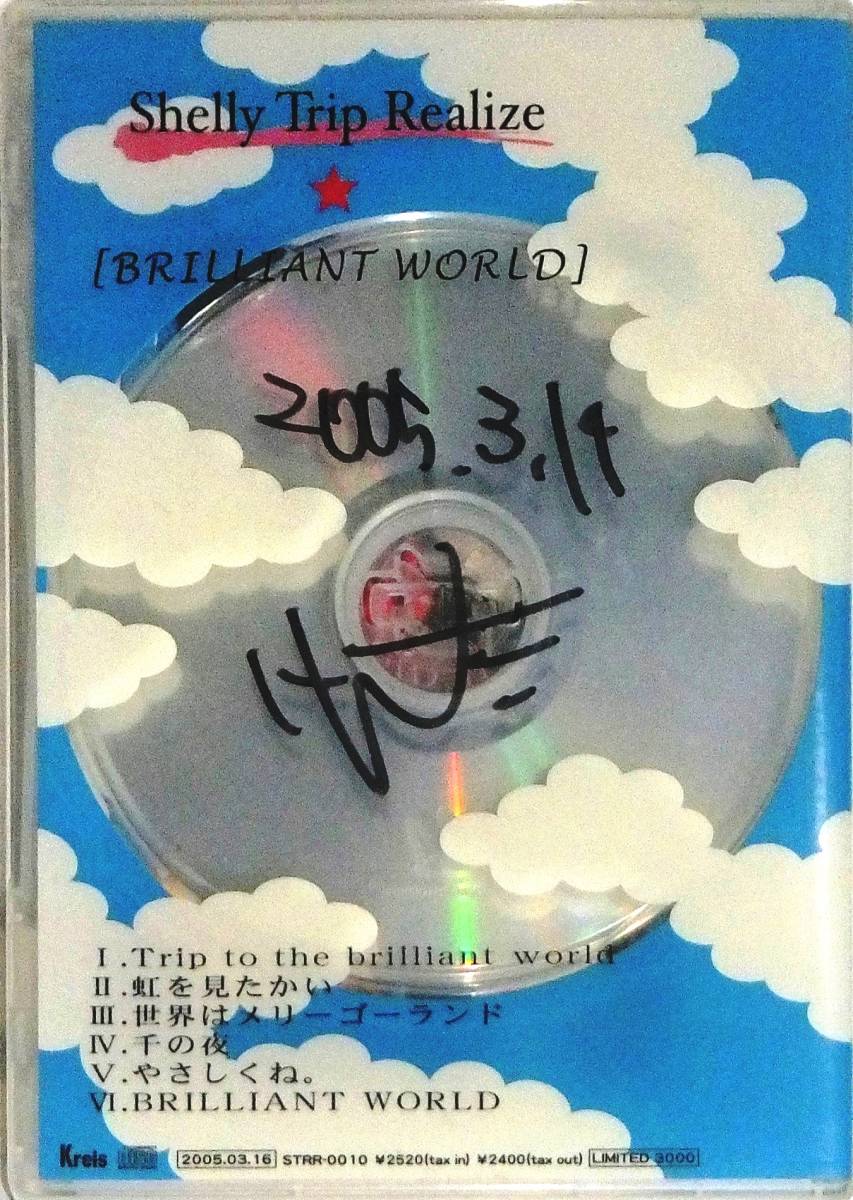 Shelly Trip Realize
[BRILLIANT WORLD]
2005.3.19
Ⅰ.Trip to the brilliant world
Ⅱ.虹を見たかい
Ⅲ.世界はメリーゴーランド
Ⅳ.千の夜
Ⅴ.やさしくね。
Ⅵ.BRILLIANT WORLD
Kreis 2005.03.16 STRR-0010 ¥2520(tax in) ¥2400(tax out) LIMITED 3000